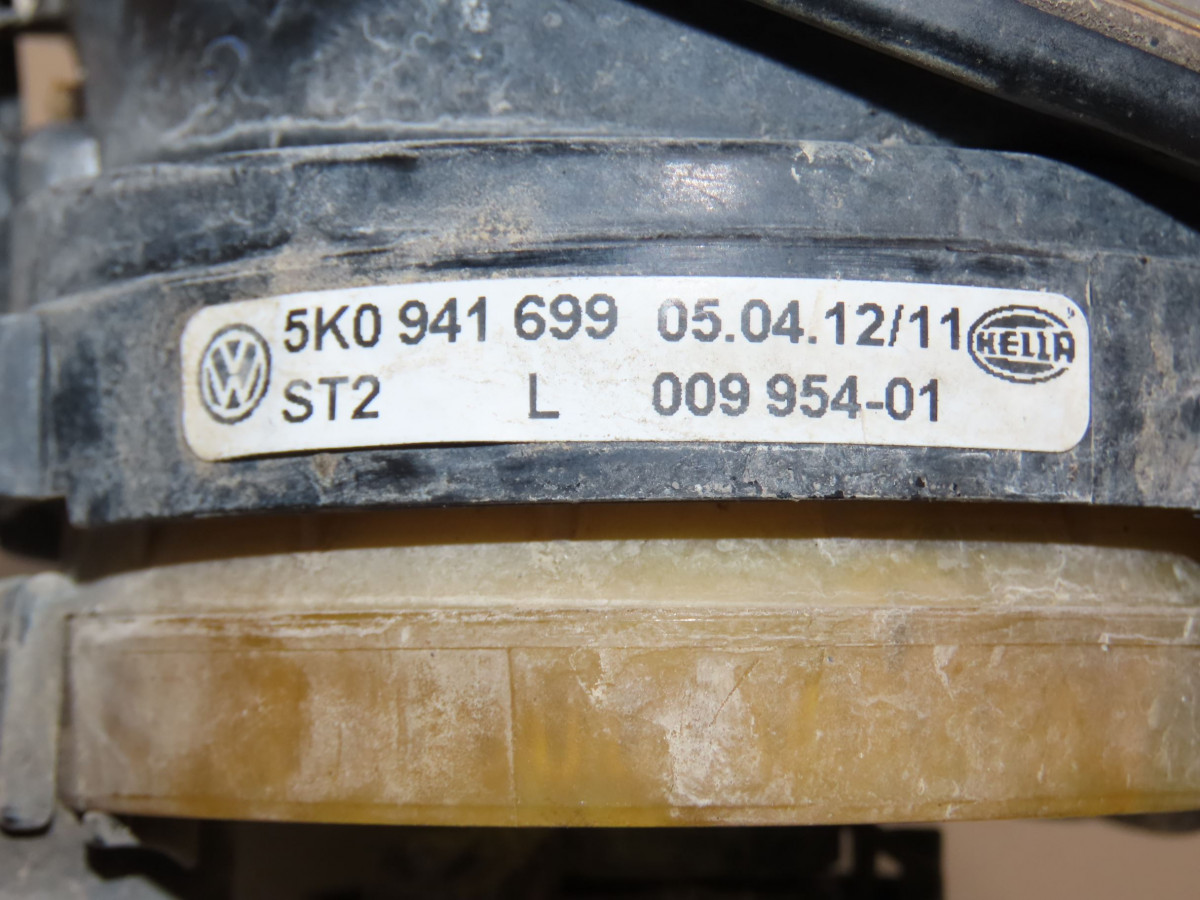 5K0 941 699 05.04.12/11 HELLA
ST2 L 009 954-01